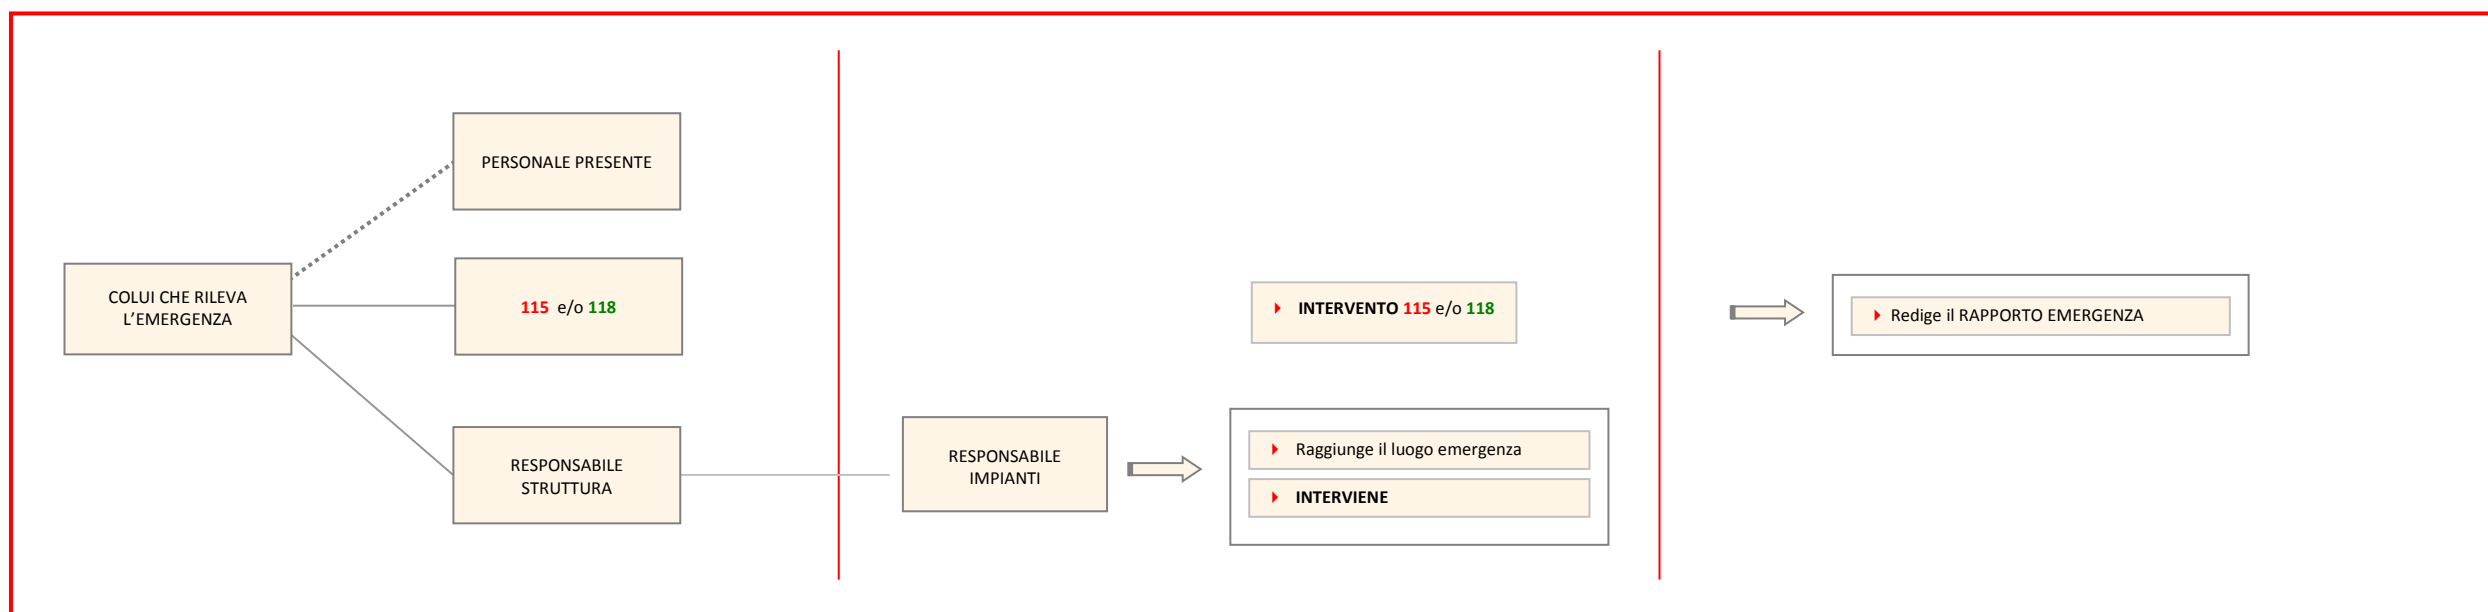 PERSONALE PRESENTE
COLUI CHE RILEVA
L’EMERGENZA
115 e/o 118
RESPONSABILE
STRUTTURA
INTERVENTO 115 e/o 118
RESPONSABILE
IMPIANTI
Raggiunge il luogo emergenza
INTERVIENE
Redige il RAPPORTO EMERGENZA